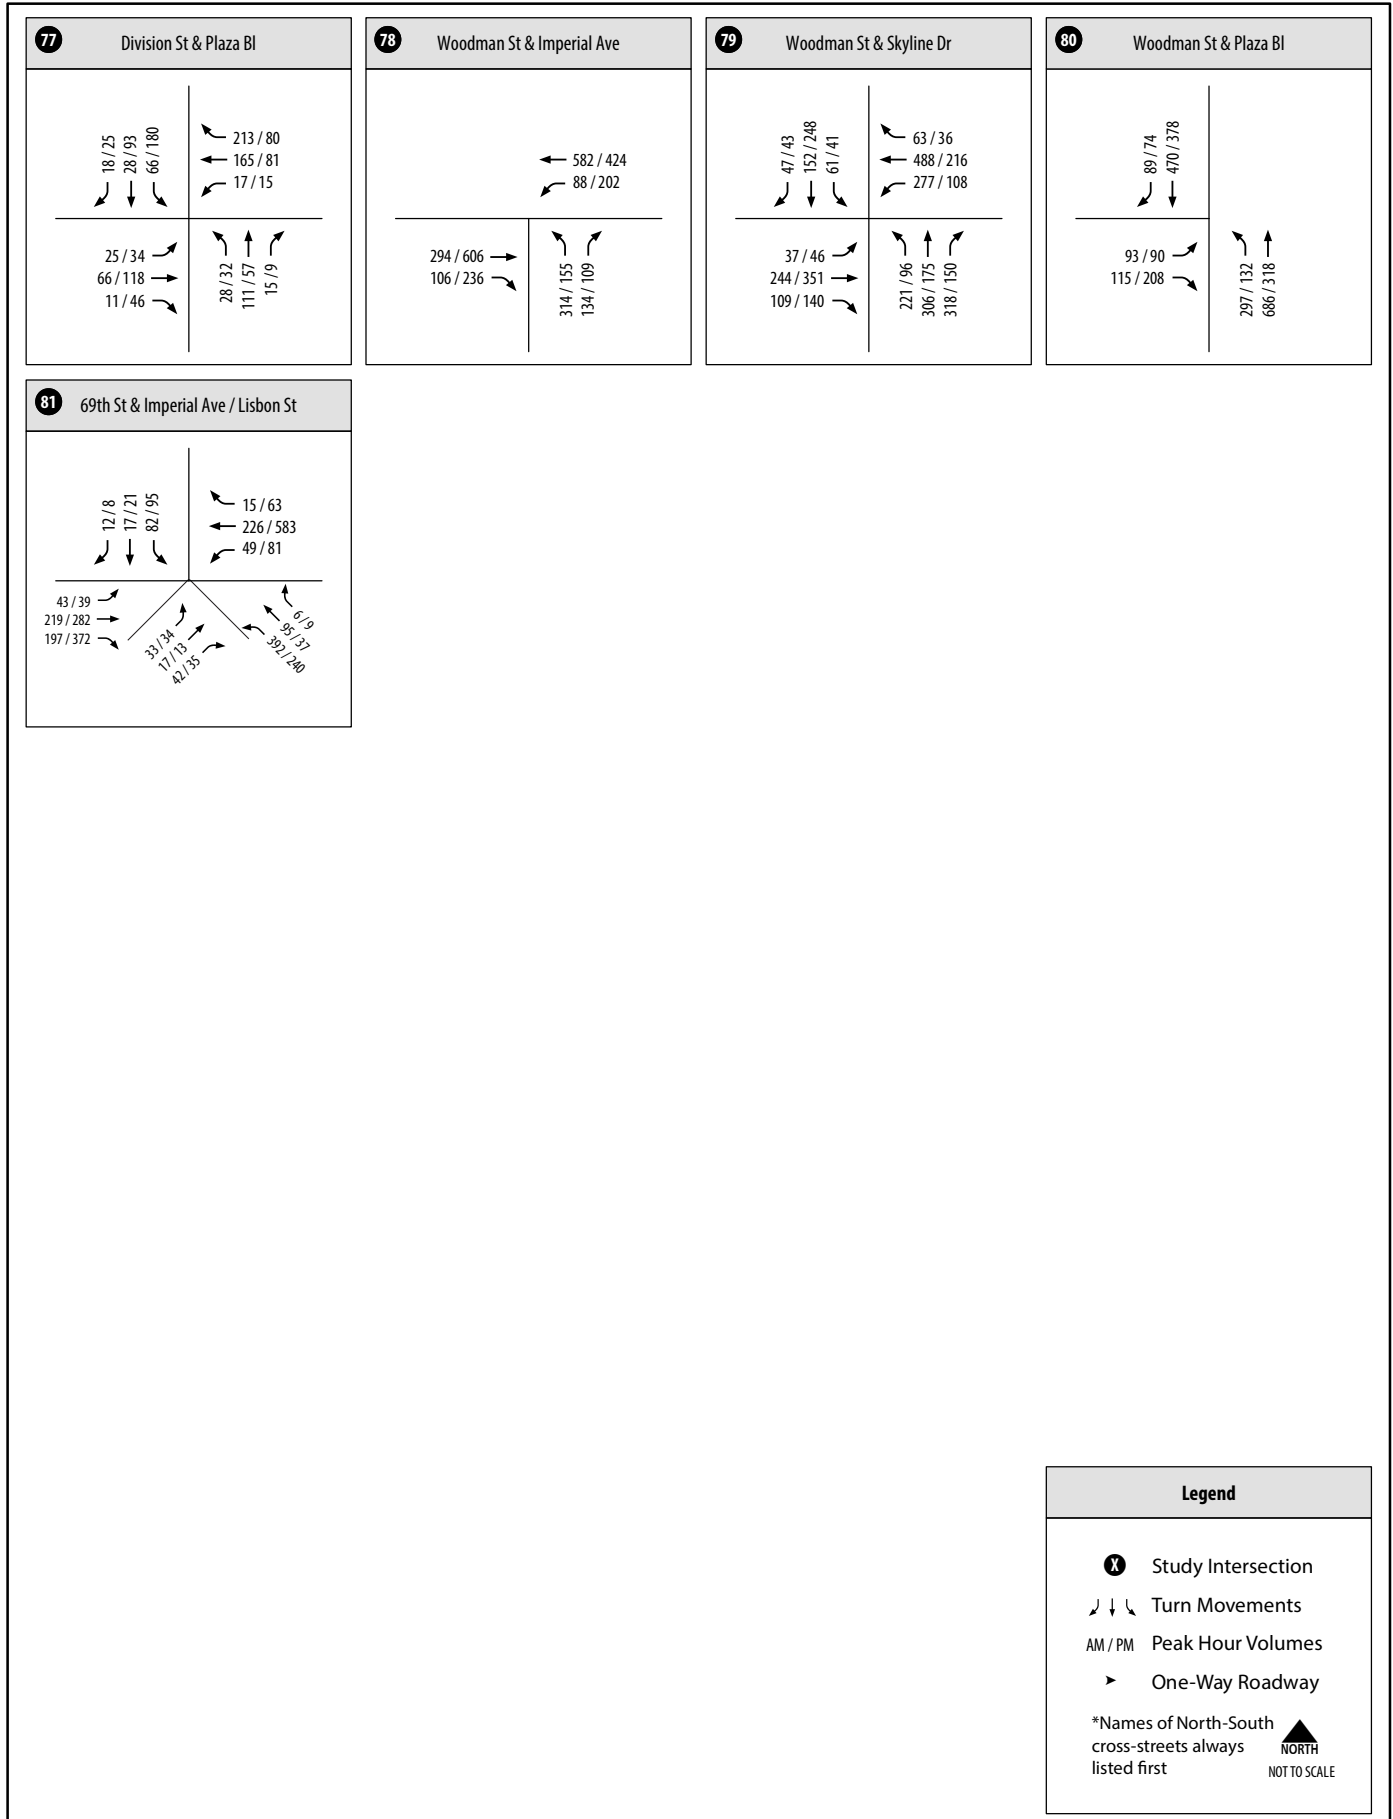 77
Division St & Plaza Bl
18 / 25
28 / 93
66 / 180
213 / 80
165 / 81
17 / 15
25 / 34
66 / 118
11 / 46
28 / 32
111 / 57
15 / 9
78
Woodman St & Imperial Ave
582 / 424
88 / 202
294 / 606
106 / 236
314 / 155
134 / 109
79
Woodman St & Skyline Dr
47 / 43
152 / 248
61 / 41
63 / 36
488 / 216
277 / 108
37 / 46
244 / 351
109 / 140
221 / 96
306 / 175
318 / 150
80
Woodman St & Plaza Bl
89 / 74
470 / 378
93 / 90
115 / 208
297 / 132
686 / 318
81
69th St & Imperial Ave / Lisbon St
12 / 8
17 / 21
82 / 95
15 / 63
226 / 583
49 / 81
43 / 39
219 / 282
197 / 372
33 / 34
17 / 13
42 / 35
6 / 9
95 / 37
392 / 240
Legend
X Study Intersection
Turn Movements
AM / PM Peak Hour Volumes
One-Way Roadway
*Names of North-South
cross-streets always
listed first
NORTH
NOT TO SCALE